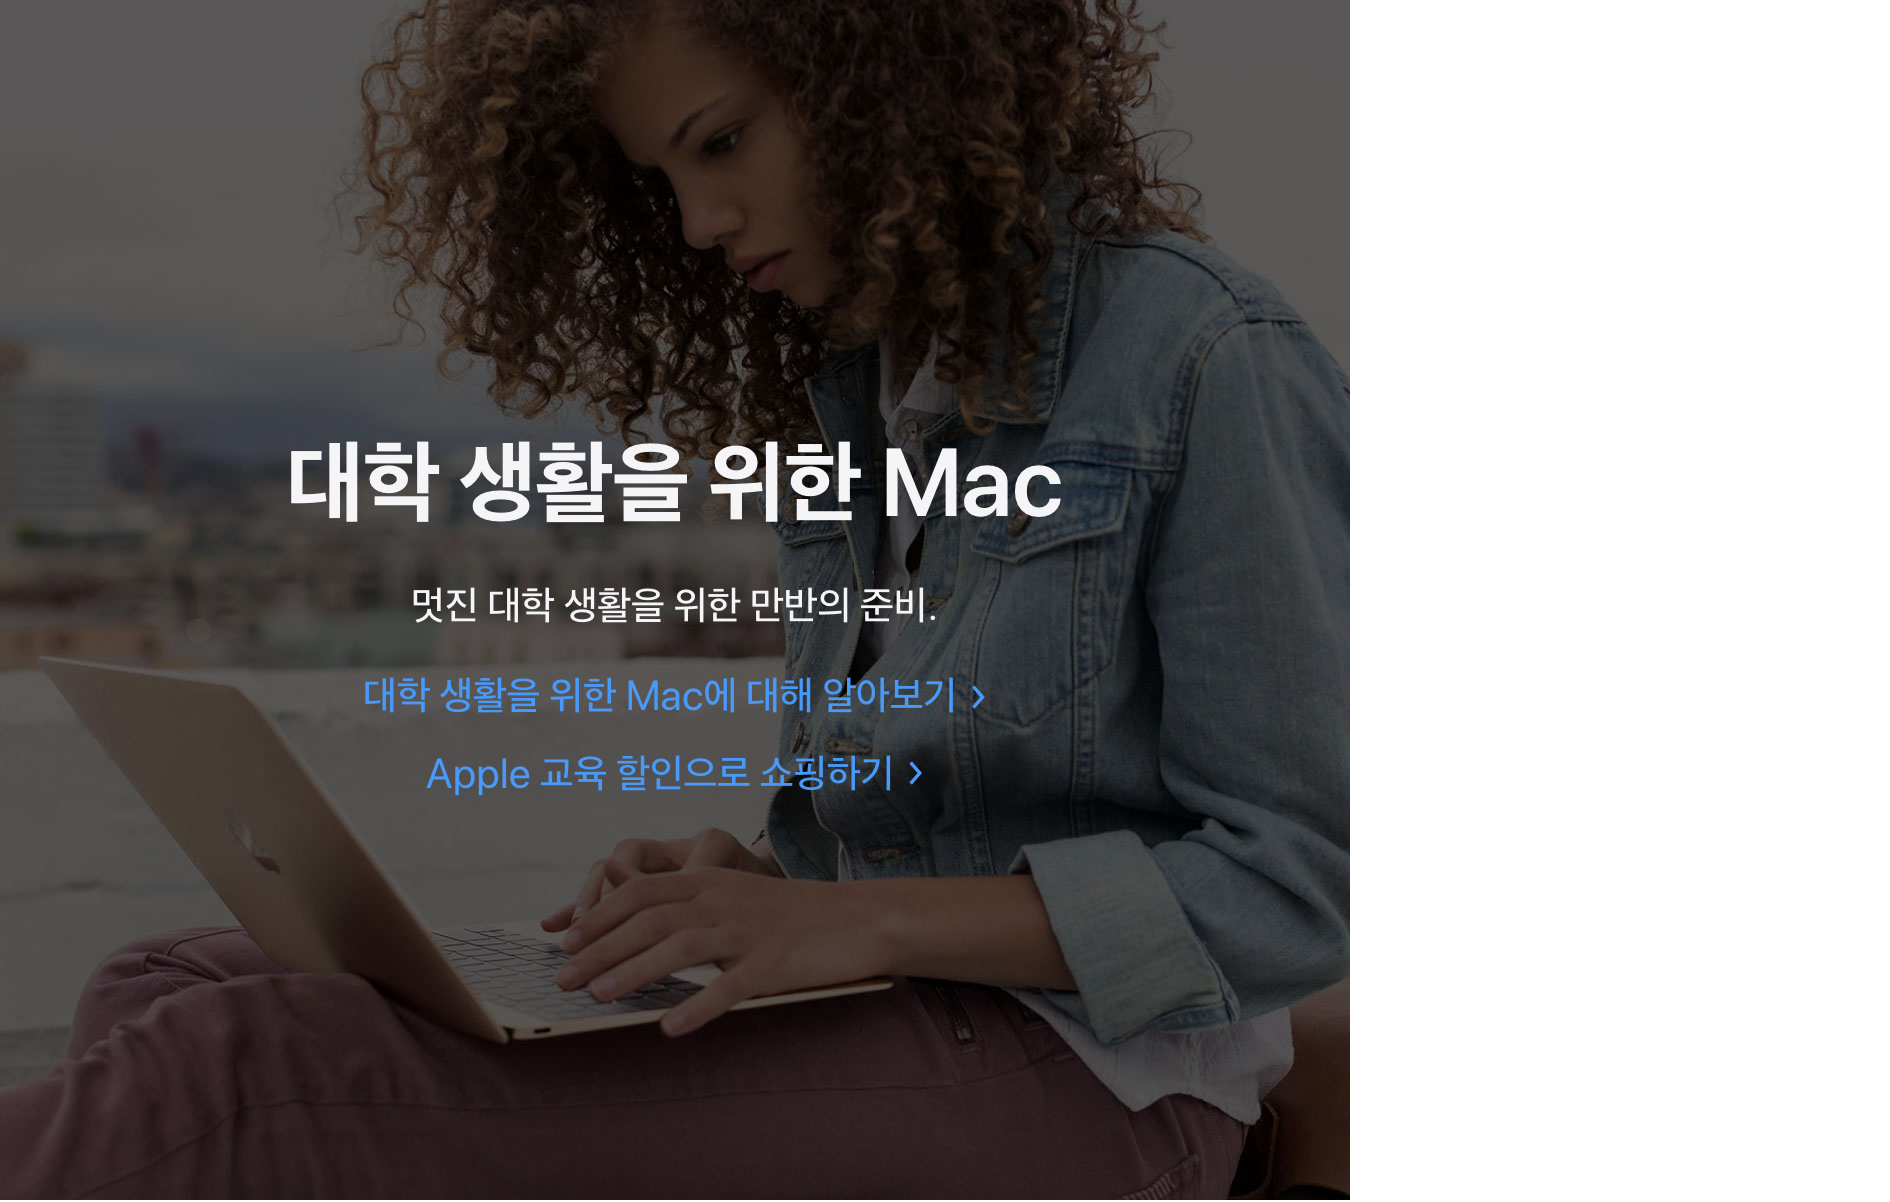 대학 생활을 위한 Mac
멋진 대학 생활을 위한 만반의 준비.
대학 생활을 위한 Mac에 대해 알아보기 >
Apple 교육 할인으로 쇼핑하기 >